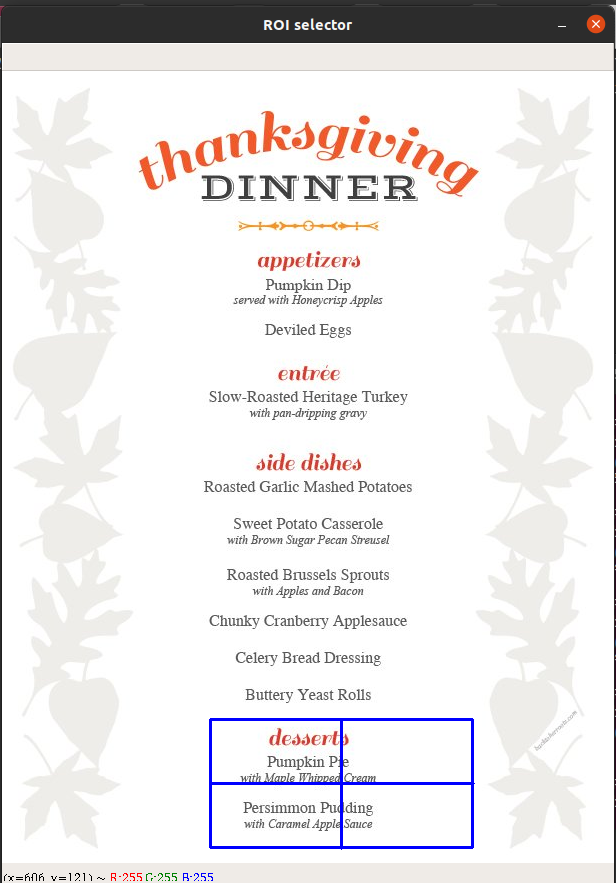 ROI selector
thanksgiving
DINNER
appetizers
Pumpkin Dip
served with Honeycrisp Apples
Deviled Eggs
entrée
Slow-Roasted Heritage Turkey
with pan-dripping gravy
side dishes
Roasted Garlic Mashed Potatoes
Sweet Potato Casserole
with Brown Sugar Pecan Streusel
Roasted Brussels Sprouts
with Apples and Bacon
Chunky Cranberry Applesauce
Celery Bread Dressing
Buttery Yeast Rolls
desserts
Pumpkin Pie
with Maple Whipped Cream
Persimmon Pudding
with Caramel Apple Sauce
(x=606, y=121) ~ R:255 G:255 B:255